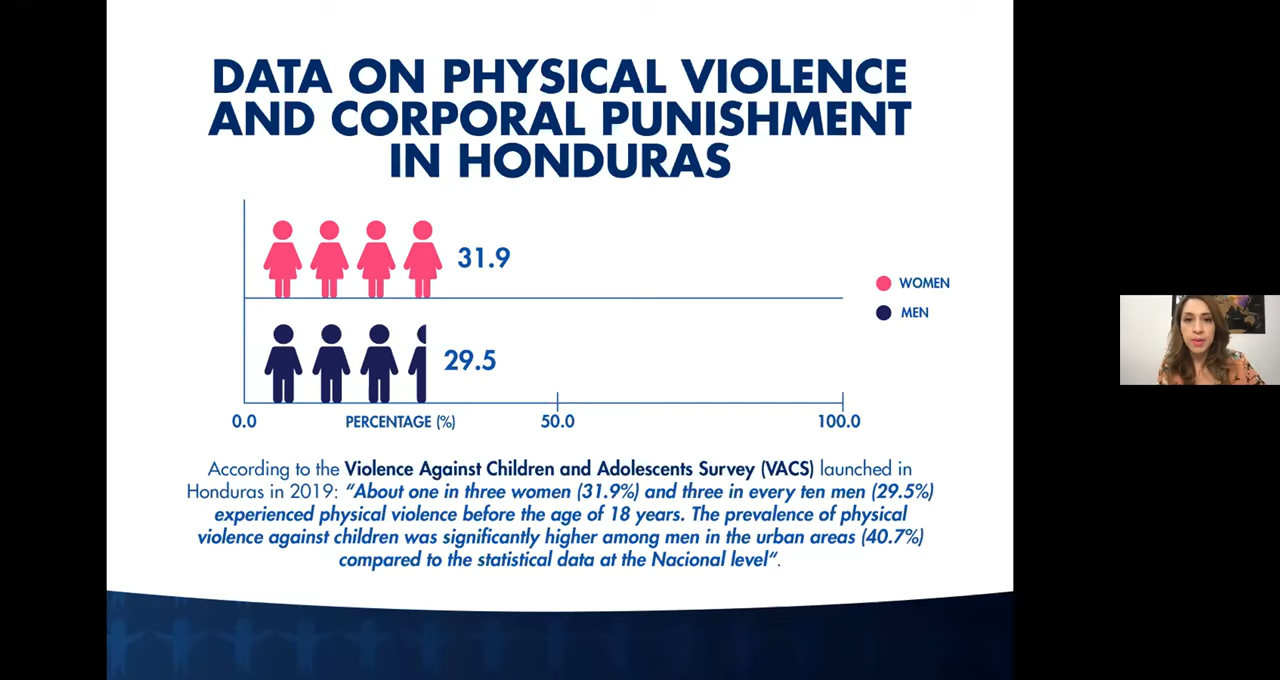 DATA ON PHYSICAL VIOLENCE
AND CORPORAL PUNISHMENT
IN HONDURAS
31.9
WOMEN
MEN
29.5
0.0
PERCENTAGE (%)
50.0
100.0
According to the Violence Against Children and Adolescents Survey (VACS) launched in
Honduras in 2019: “About one in three women (31.9%) and three in every ten men (29.5%)
experienced physical violence before the age of 18 years. The prevalence of physical
violence against children was significantly higher among men in the urban areas (40.7%)
compared to the statistical data at the Nacional level“.